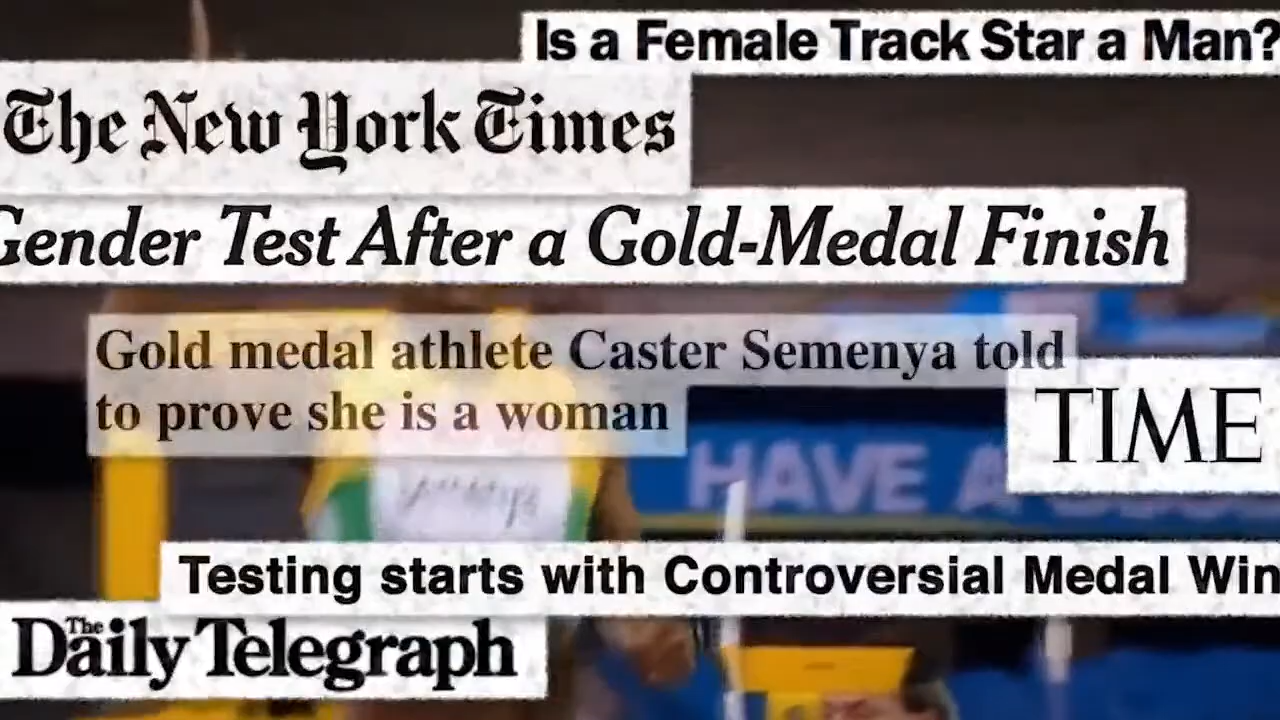 Is a Female Track Star a Man?
The New York Times
Gender Test After a Gold-Medal Finish
Gold medal athlete Caster Semenya told
to prove she is a woman
TIME
HAVE A
Testing starts with Controversial Medal Win
The Daily Telegraph